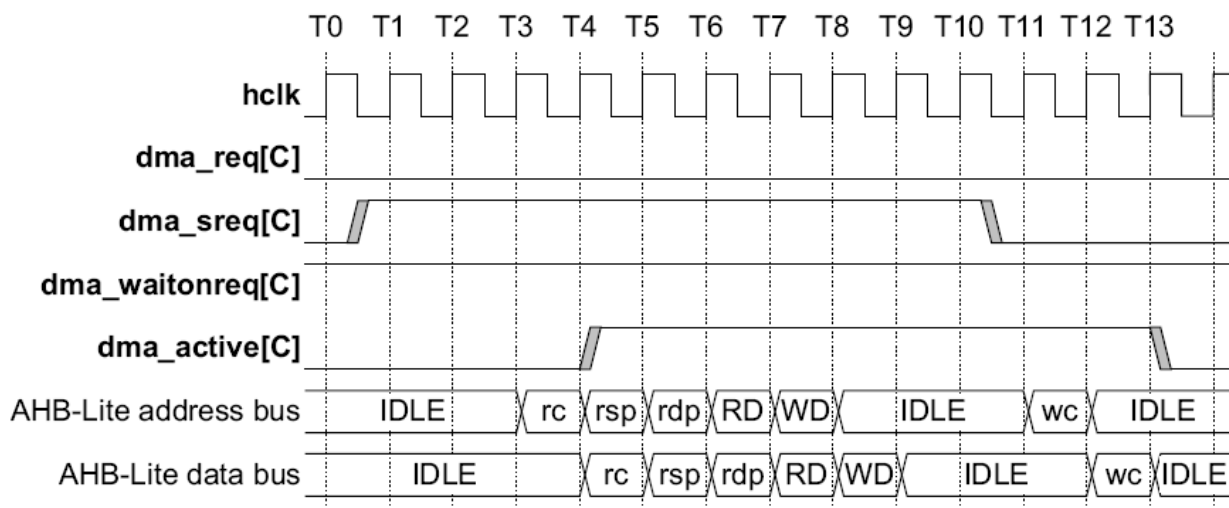 T0 T1 T2 T3 T4 T5 T6 T7 T8 T9 T10 T11 T12 T13
hclk
dma_req[C]
dma_sreq[C]
dma_waitonreq[C]
dma_active[C]
AHB-Lite address bus IDLE rc rsp rdp RD WD IDLE wc IDLE
AHB-Lite data bus IDLE rc rsp rdp RD WD IDLE wc IDLE